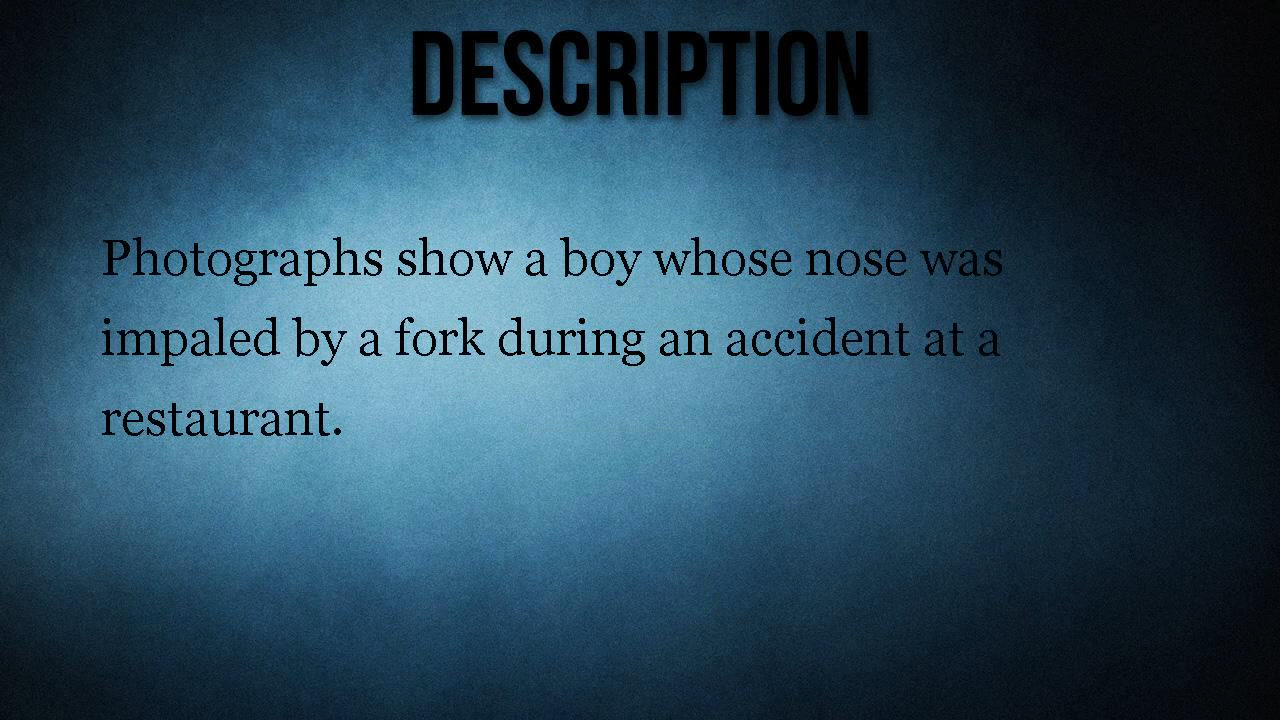 DESCRIPTION
Photographs show a boy whose nose was
impaled by a fork during an accident at a
restaurant.